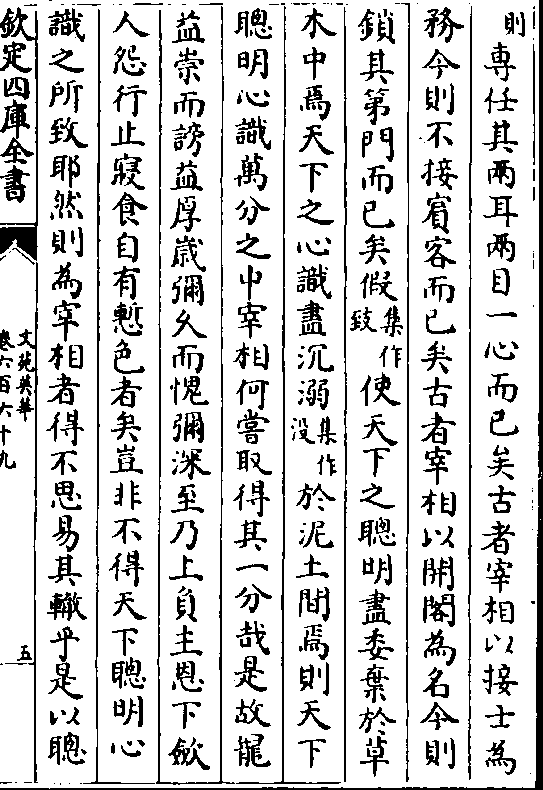 則專任其兩耳兩目一心而已矣古者宰相以接士為
務今則不接賓客而已矣古者宰相以開閤為名今則
鎖其第門而已矣假集作致使天下之聰明盡委棄於草
木中焉天下之心識盡沉溺集作没於泥土間焉則天下
聰明心識萬分之中宰相何嘗取得其一分哉是故寵
益崇而謗益厚歲彌久而愧彌深至乃上負主恩下斂
人怨行止寢食自有慙色者矣豈非不得天下聰明心
識之所致耶然則為宰相者得不思易其轍乎是以聰
欽定四庫全書
文苑英華
卷六百六十九
五